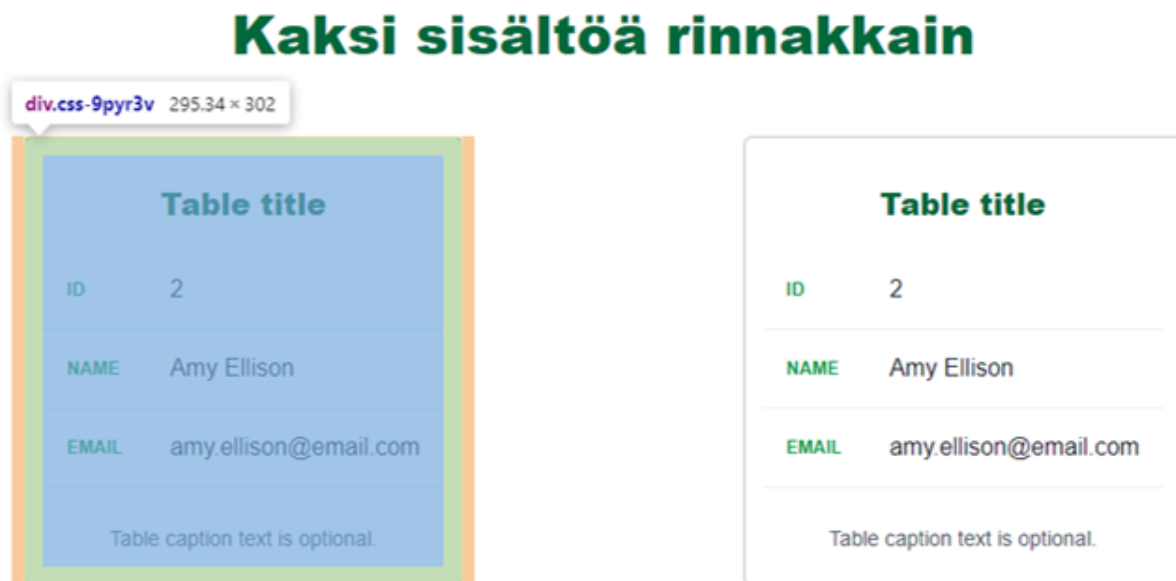 Kaksi sisältöä rinnakkain
div.css-9pyr3v 295.34 × 302
Table title
ID 2
NAME Amy Ellison
EMAIL amy.ellison@email.com
Table caption text is optional.
Table title
ID 2
NAME Amy Ellison
EMAIL amy.ellison@email.com
Table caption text is optional.